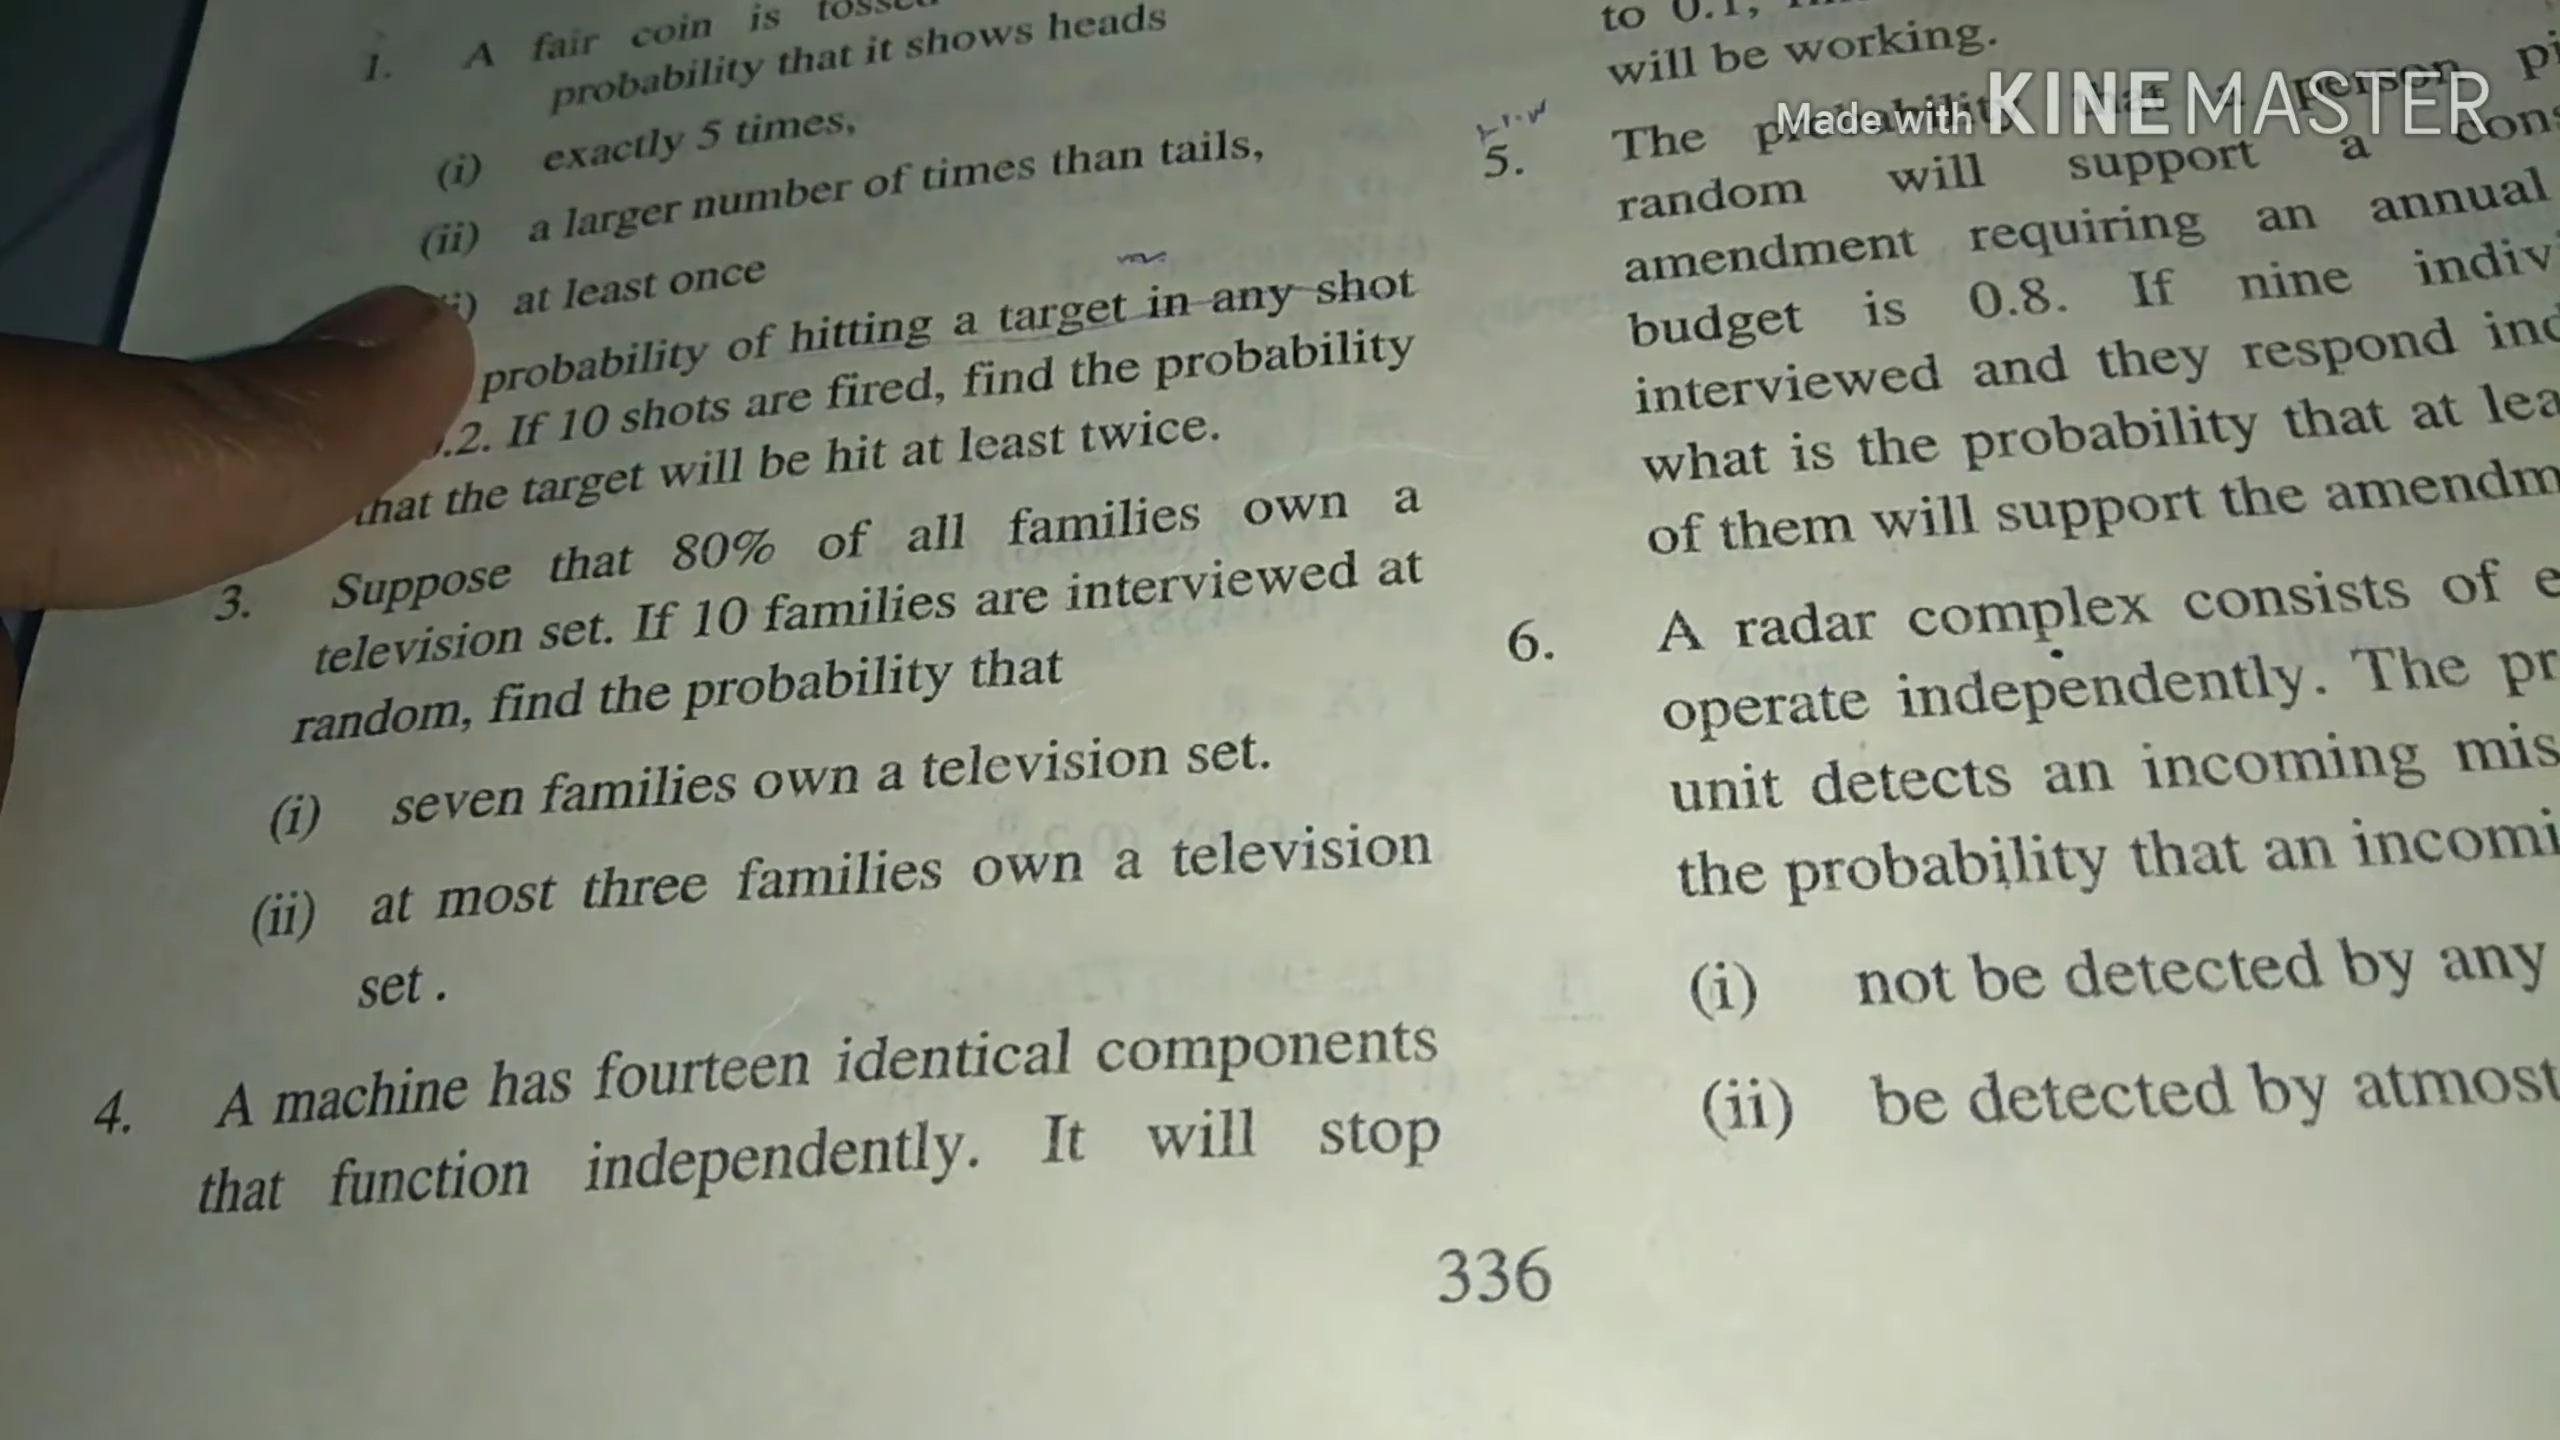 1. A fair coin is
probability that it shows heads
(i) exactly 5 times,
(ii) a larger number of times than tails,
at least once
probability of hitting a target in any shot
.2. If 10 shots are fired, find the probability
that the target will be hit at least twice.
3. Suppose that 80% of all families own a
television set. If 10 families are interviewed at
random, find the probability that
(i) seven families own a television set.
(ii) at most three families own a television
set .
4. A machine has fourteen identical components
that function independently. It will stop
to 0.1,
will be working.
5. The probability that a person
random will support a
amendment requiring an annual
budget is 0.8. If nine
interviewed and they respond
what is the probability that at
of them will support the
6. A radar complex consists of
operate independently. The
unit detects an incoming
the probability that an
(i) not be detected by any
(ii) be detected by atmost
336
Made with KINEMASTER